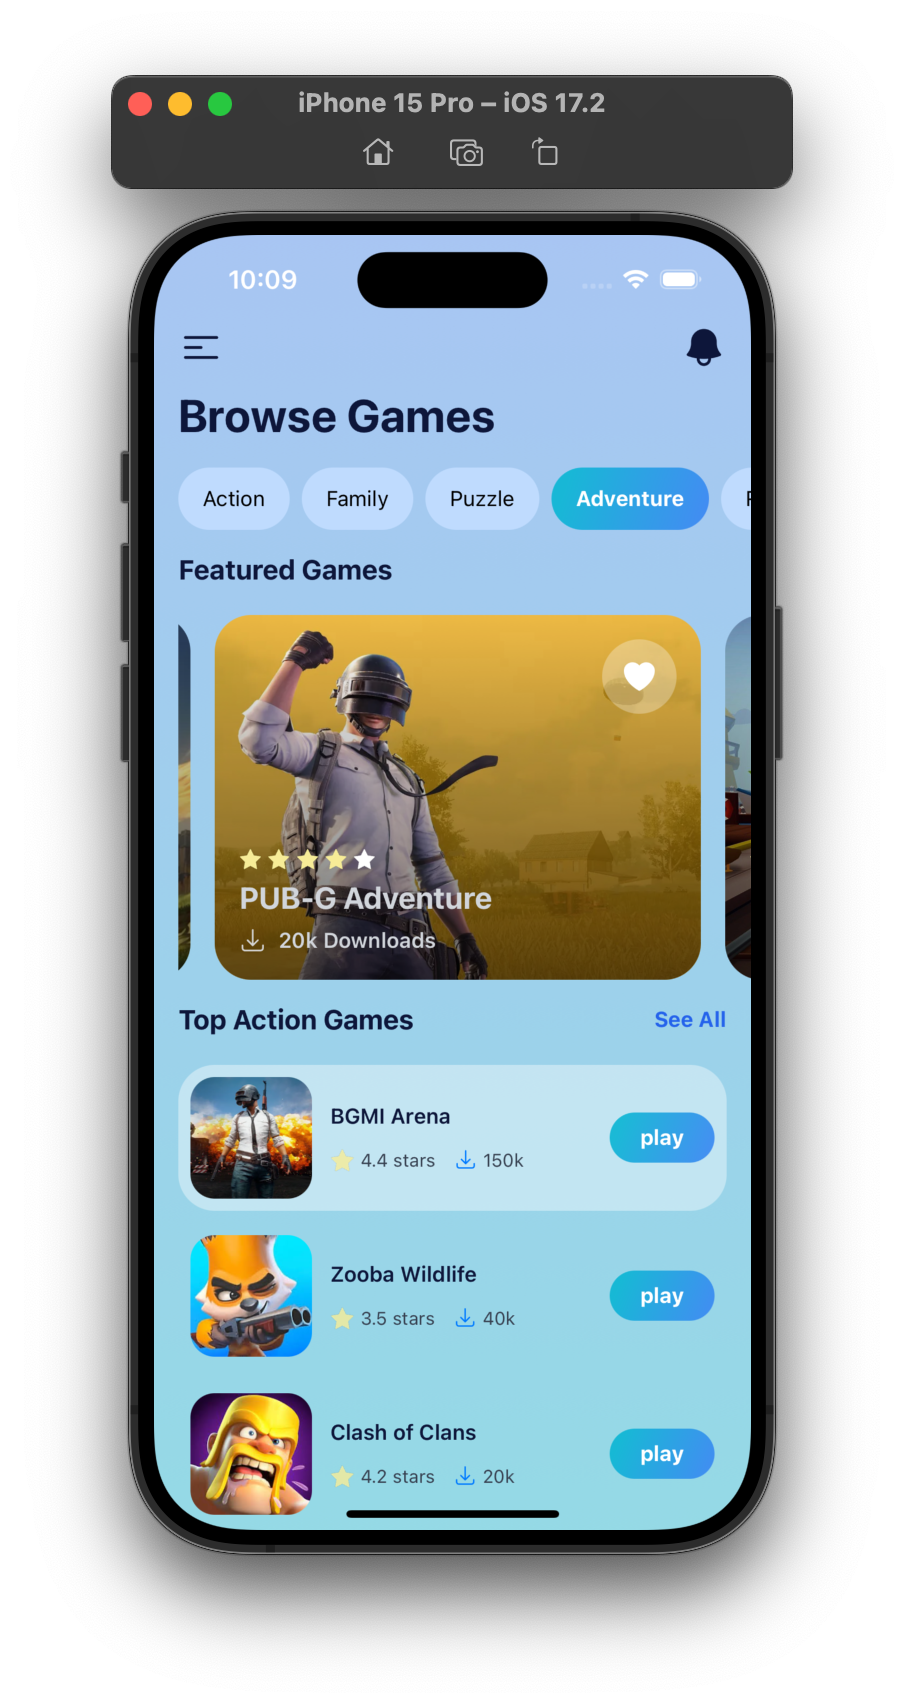 iPhone 15 Pro – iOS 17.2
10:09
Browse Games
Action Family Puzzle Adventure
Featured Games
PUB-G Adventure
20k Downloads
Top Action Games See All
BGMI Arena
4.4 stars 150k
play
Zooba Wildlife
3.5 stars 40k
play
Clash of Clans
4.2 stars 20k
play